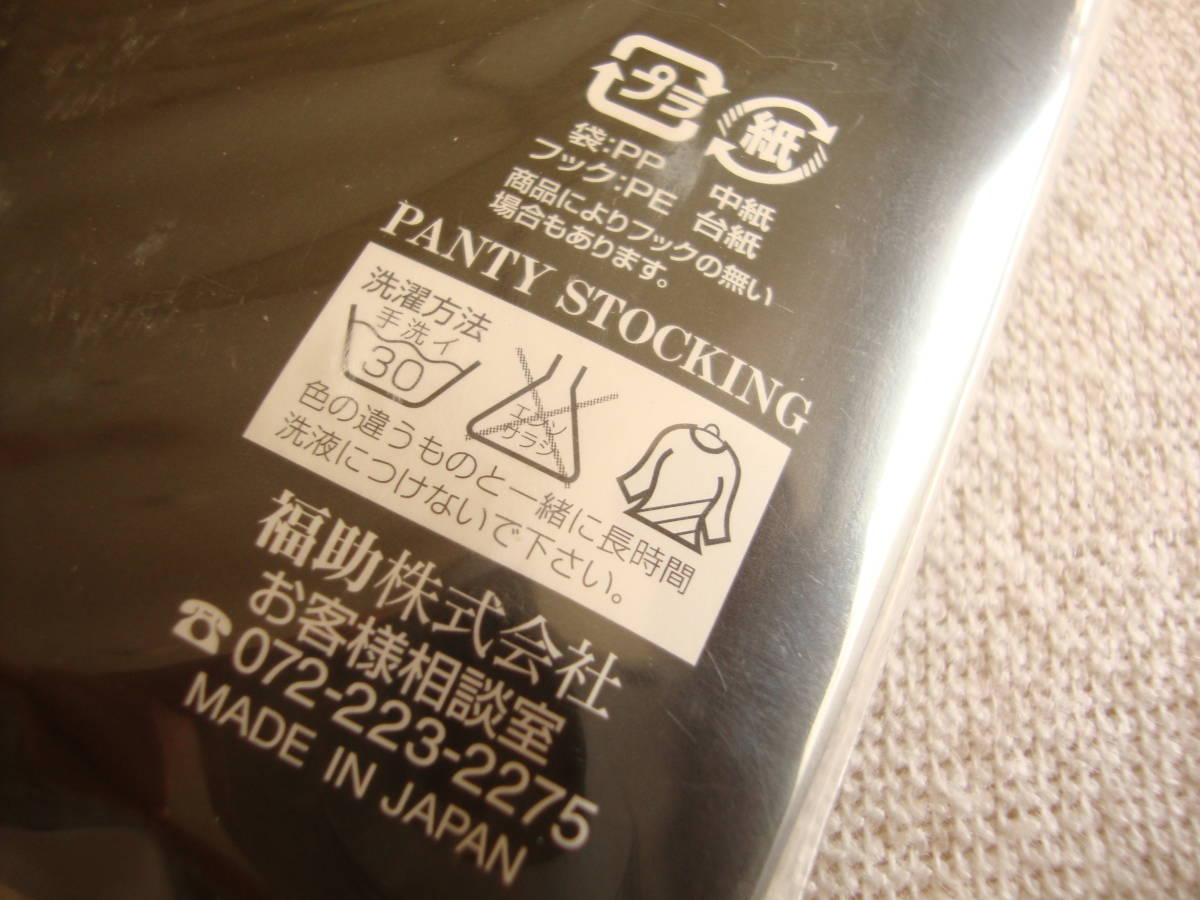 プラ 紙
袋:PP 中紙
フック:PE 台紙
商品によりフックの無い
場合もあります。
PANTY STOCKING
洗濯方法
手洗イ
30
エンソ
サラシ
色の違うものと一緒に長時間
洗液につけないで下さい。
福助株式会社
お客様相談室
☎072-223-2275
MADE IN JAPAN